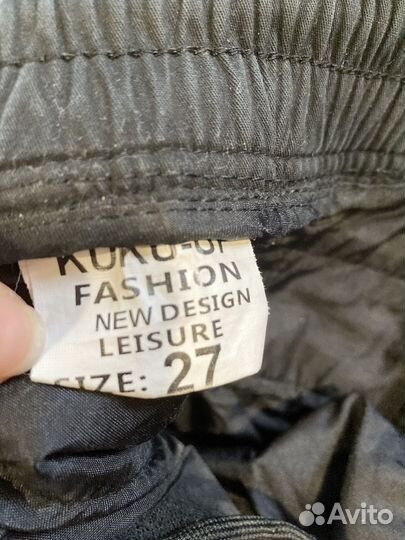 FASHION
NEW DESIGN
LEISURE
SIZE: 27
Avito